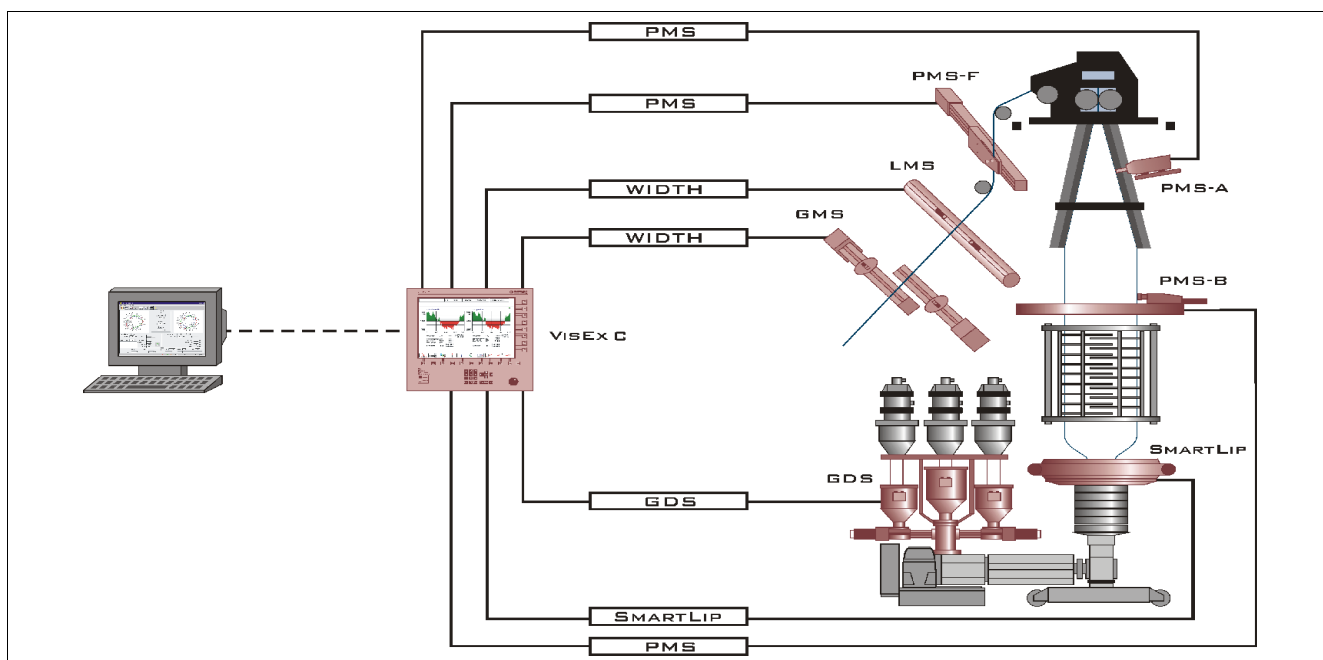 PMS
PMS-F
PMS
LMS
PMS-A
WIDTH
GMS
WIDTH
PMS-B
VISEX C
SMARTLIP
GDS
GDS
SMARTLIP
PMS